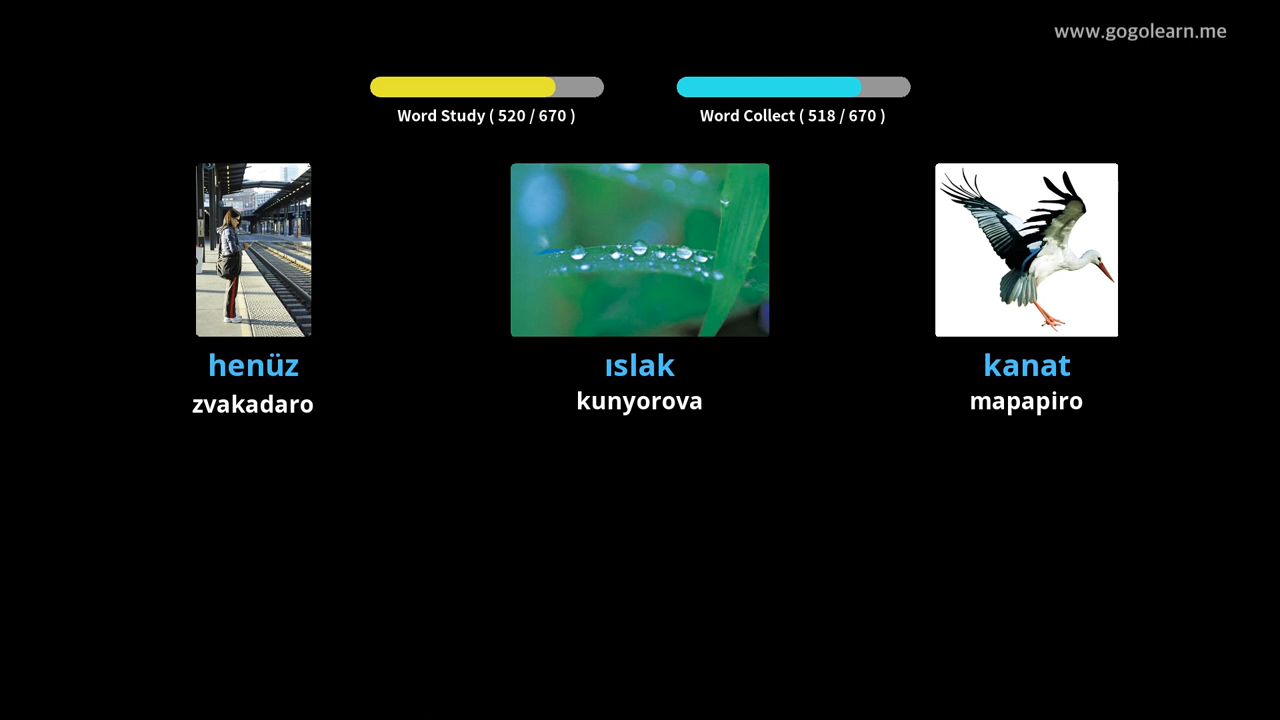 www.gogolearn.me
Word Study ( 520 / 670 )
Word Collect ( 518 / 670 )
henüz
zvakadaro
ıslak
kunyorova
kanat
mapapiro